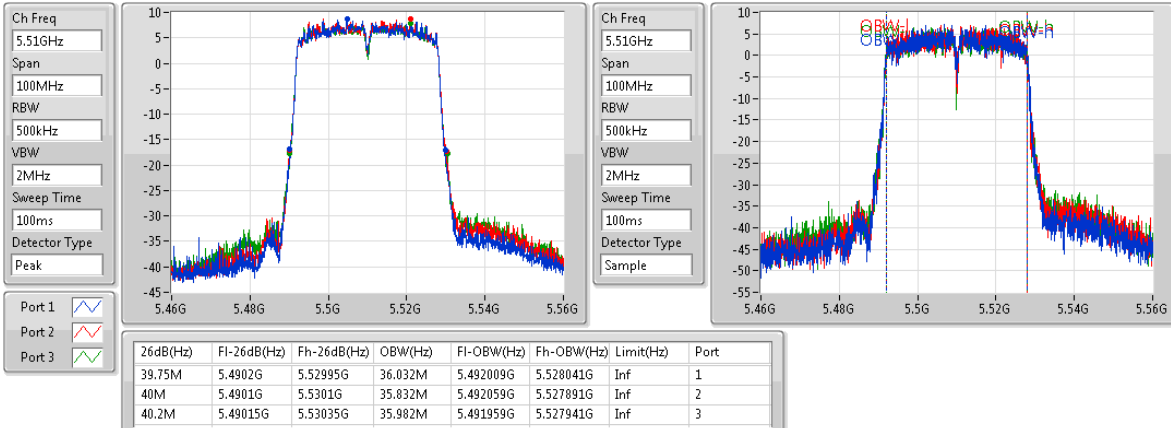 Ch Freq
5.51GHz
Span
100MHz
RBW
500kHz
VBW
2MHz
Sweep Time
100ms
Detector Type
Peak
Port 1
Port 2
Port 3
10
5
0
-5
-10
-15
-20
-25
-30
-35
-40
-45
5.46G 5.48G 5.5G 5.52G 5.54G 5.56G
Ch Freq
5.51GHz
Span
100MHz
RBW
500kHz
VBW
2MHz
Sweep Time
100ms
Detector Type
Sample
10
5
0
-5
-10
-15
-20
-25
-30
-35
-40
-45
-50
-55
5.46G 5.48G 5.5G 5.52G 5.54G 5.56G
26dB(Hz) Fl-26dB(Hz) Fh-26dB(Hz) OBW(Hz) Fl-OBW(Hz) Fh-OBW(Hz) Limit(Hz) Port
39.75M 5.4902G 5.52995G 36.032M 5.492009G 5.528041G Inf 1
40M 5.4901G 5.5301G 35.832M 5.492059G 5.527891G Inf 2
40.2M 5.49015G 5.53035G 35.982M 5.491959G 5.527941G Inf 3